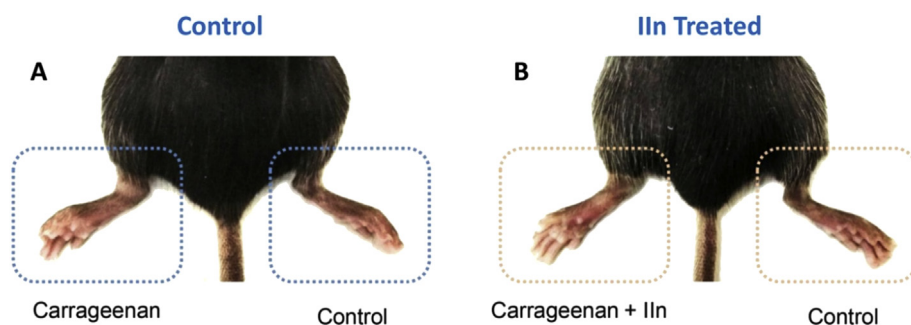 Control
IIn Treated
A
B
Carrageenan
Control
Carrageenan + IIn
Control